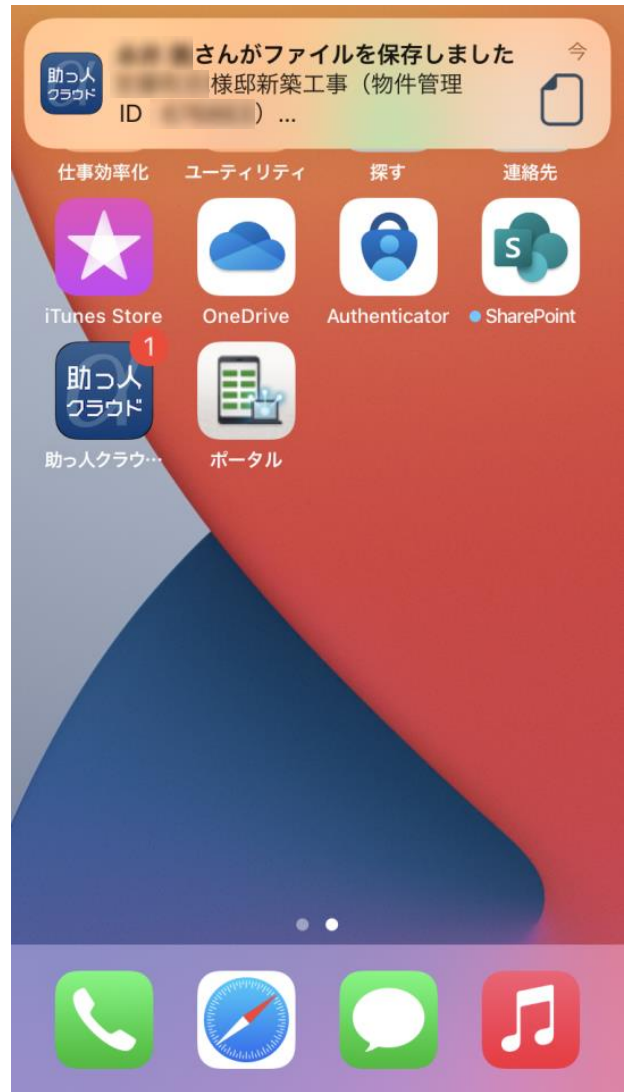 助っ人
クラウド
さんがファイルを保存しました
今
様邸新築工事（物件管理
ID ）...
仕事効率化
ユーティリティ
探す
連絡先
S
iTunes Store
OneDrive
Authenticator
SharePoint
1
助っ人
クラウド
助っ人クラウ…
ポータル